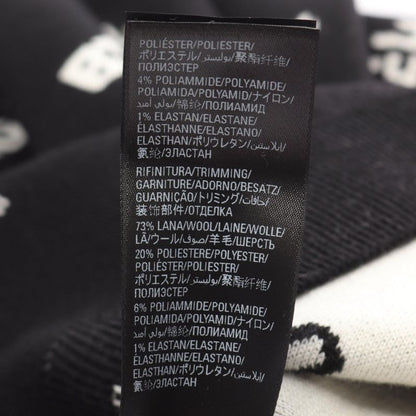 POLIÉSTER/POLIESTER/
ポリエステル/بوليستر/聚酯纤维/
ПОЛИЭСТЕР
4% POLIAMMIDE/POLYAMIDE/
POLIAMIDA/POLYAMID/ナイロン/
بولي أميد/锦纶/ПОЛИАМИД
1% ELASTAN/ELASTANE/
ÉLASTHANNE/ELASTANO/
ELASTHAN/ポリウレタン/ايلاستين/
氨纶/ЭЛАСТАН
RIFINITURA/TRIMMING/
GARNITURE/ADORNO/BESATZ/
GUARNIÇÃO/トリミング/حافات/
装饰部件/ОТДЕЛКА
73% LANA/WOOL/LAINE/WOLLE/
LÃ/ウール/صوف/羊毛/ШЕРСТЬ
20% POLIESTERE/POLYESTER/
POLIÉSTER/POLIESTER/
ポリエステル/بوليستر/聚酯纤维/
ПОЛИЭСТЕР
6% POLIAMMIDE/POLYAMIDE/
POLIAMIDA/POLYAMID/ナイロン/
بولي أميد/锦纶/ПОЛИАМИД
1% ELASTAN/ELASTANE/
ÉLASTHANNE/ELASTANO/
ELASTHAN/ポリウレタン/ايلاستين/
氨纶/ЭЛАСТАН